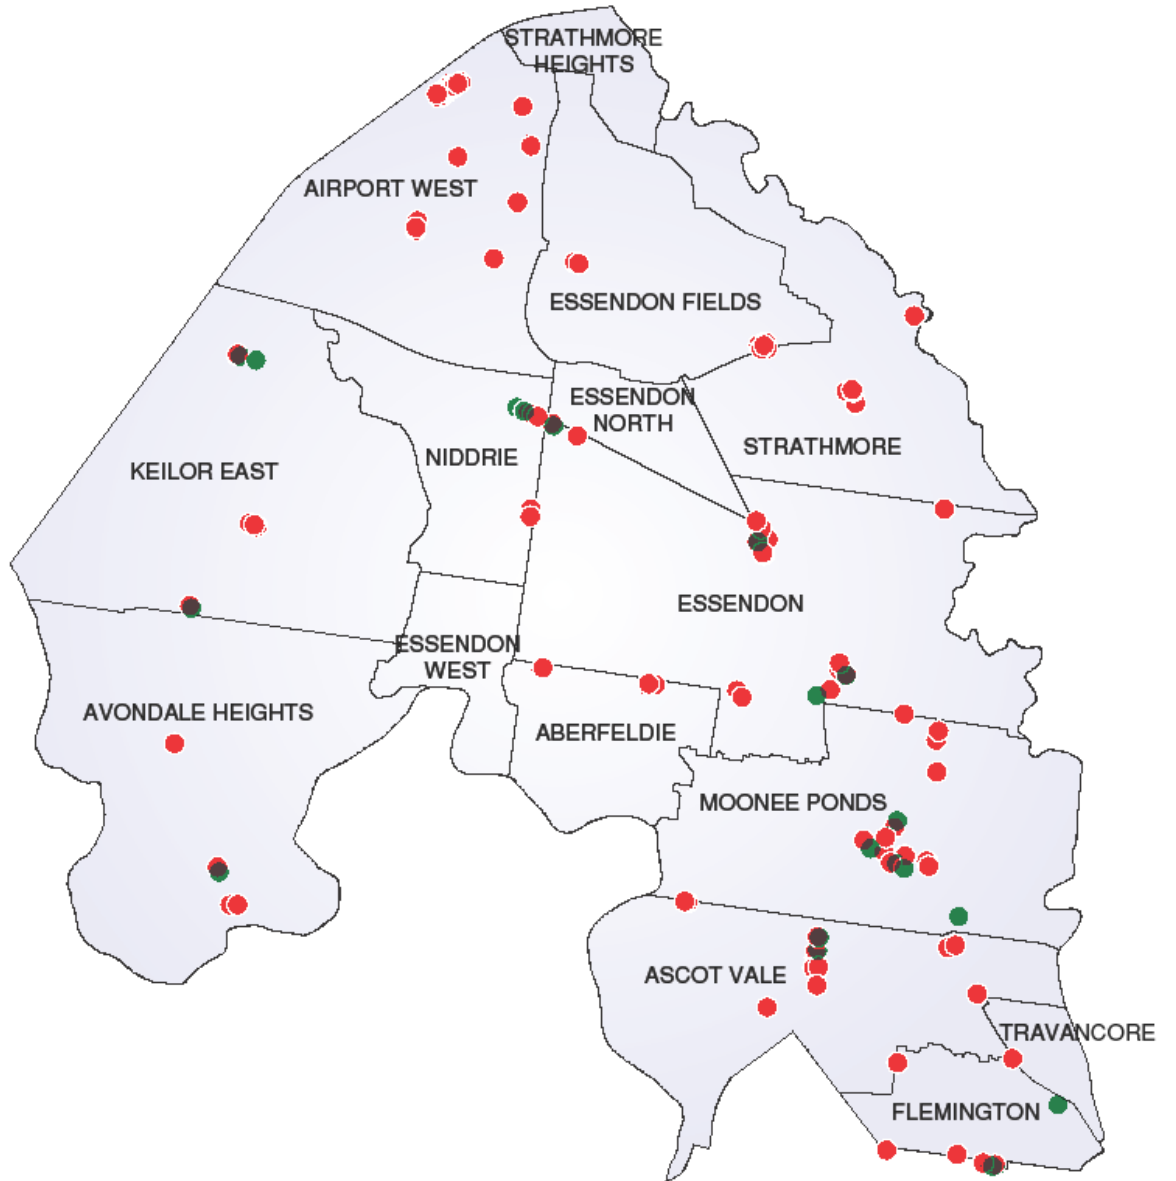 STRATHMORE
HEIGHTS
AIRPORT WEST
ESSENDON FIELDS
ESSENDON
NORTH
STRATHMORE
NIDDRIE
KEILOR EAST
ESSENDON
ESSENDON
WEST
AVONDALE HEIGHTS
ABERFELDIE
MOONEE PONDS
ASCOT VALE
TRAVANCORE
FLEMINGTON